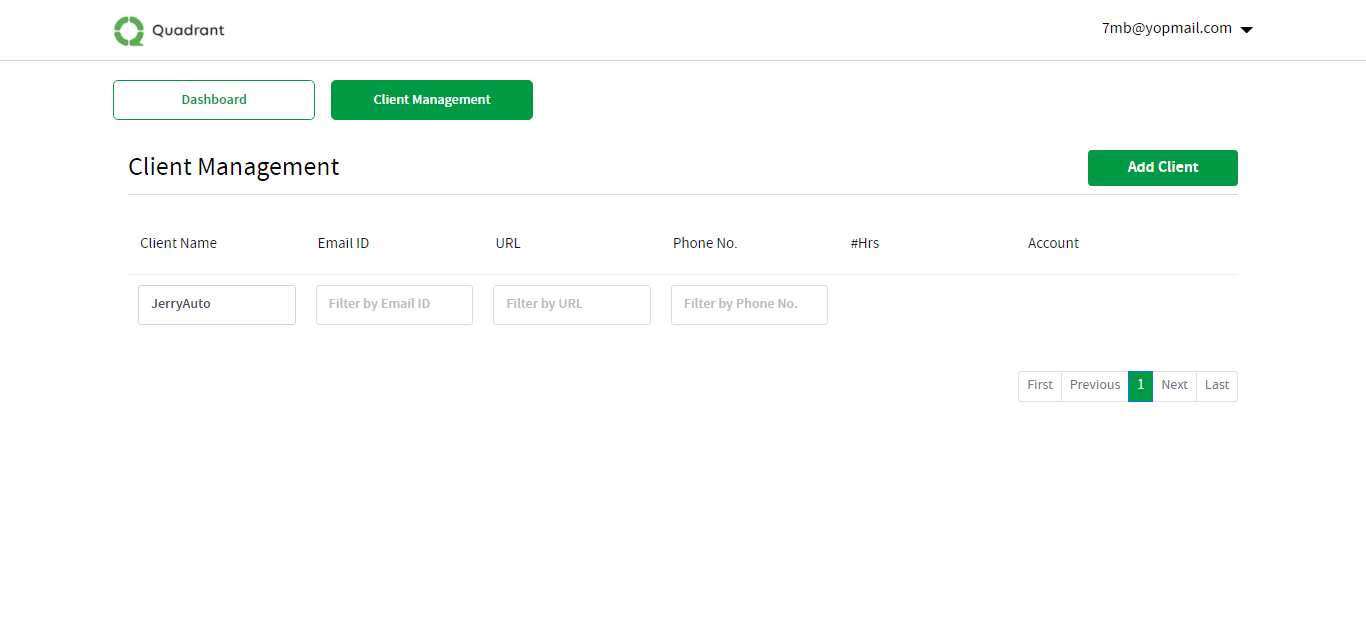 Quadrant
7mb@yopmail.com
Dashboard
Client Management
Client Management
Add Client
Client Name Email ID URL Phone No. #Hrs Account
JerryAuto Filter by Email ID Filter by URL Filter by Phone No.
First Previous 1 Next Last